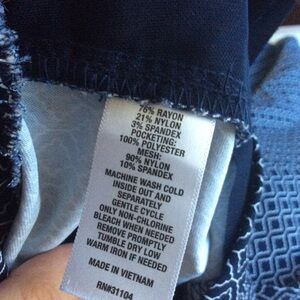 76% RAYON
21% NYLON
3% SPANDEX
POCKETING:
100% POLYESTER
MESH:
90% NYLON
10% SPANDEX
MACHINE WASH COLD
INSIDE OUT AND
SEPARATELY
GENTLE CYCLE
ONLY NON-CHLORINE
BLEACH WHEN NEEDED
REMOVE PROMPTLY
TUMBLE DRY LOW
WARM IRON IF NEEDED
MADE IN VIETNAM
RN#31104